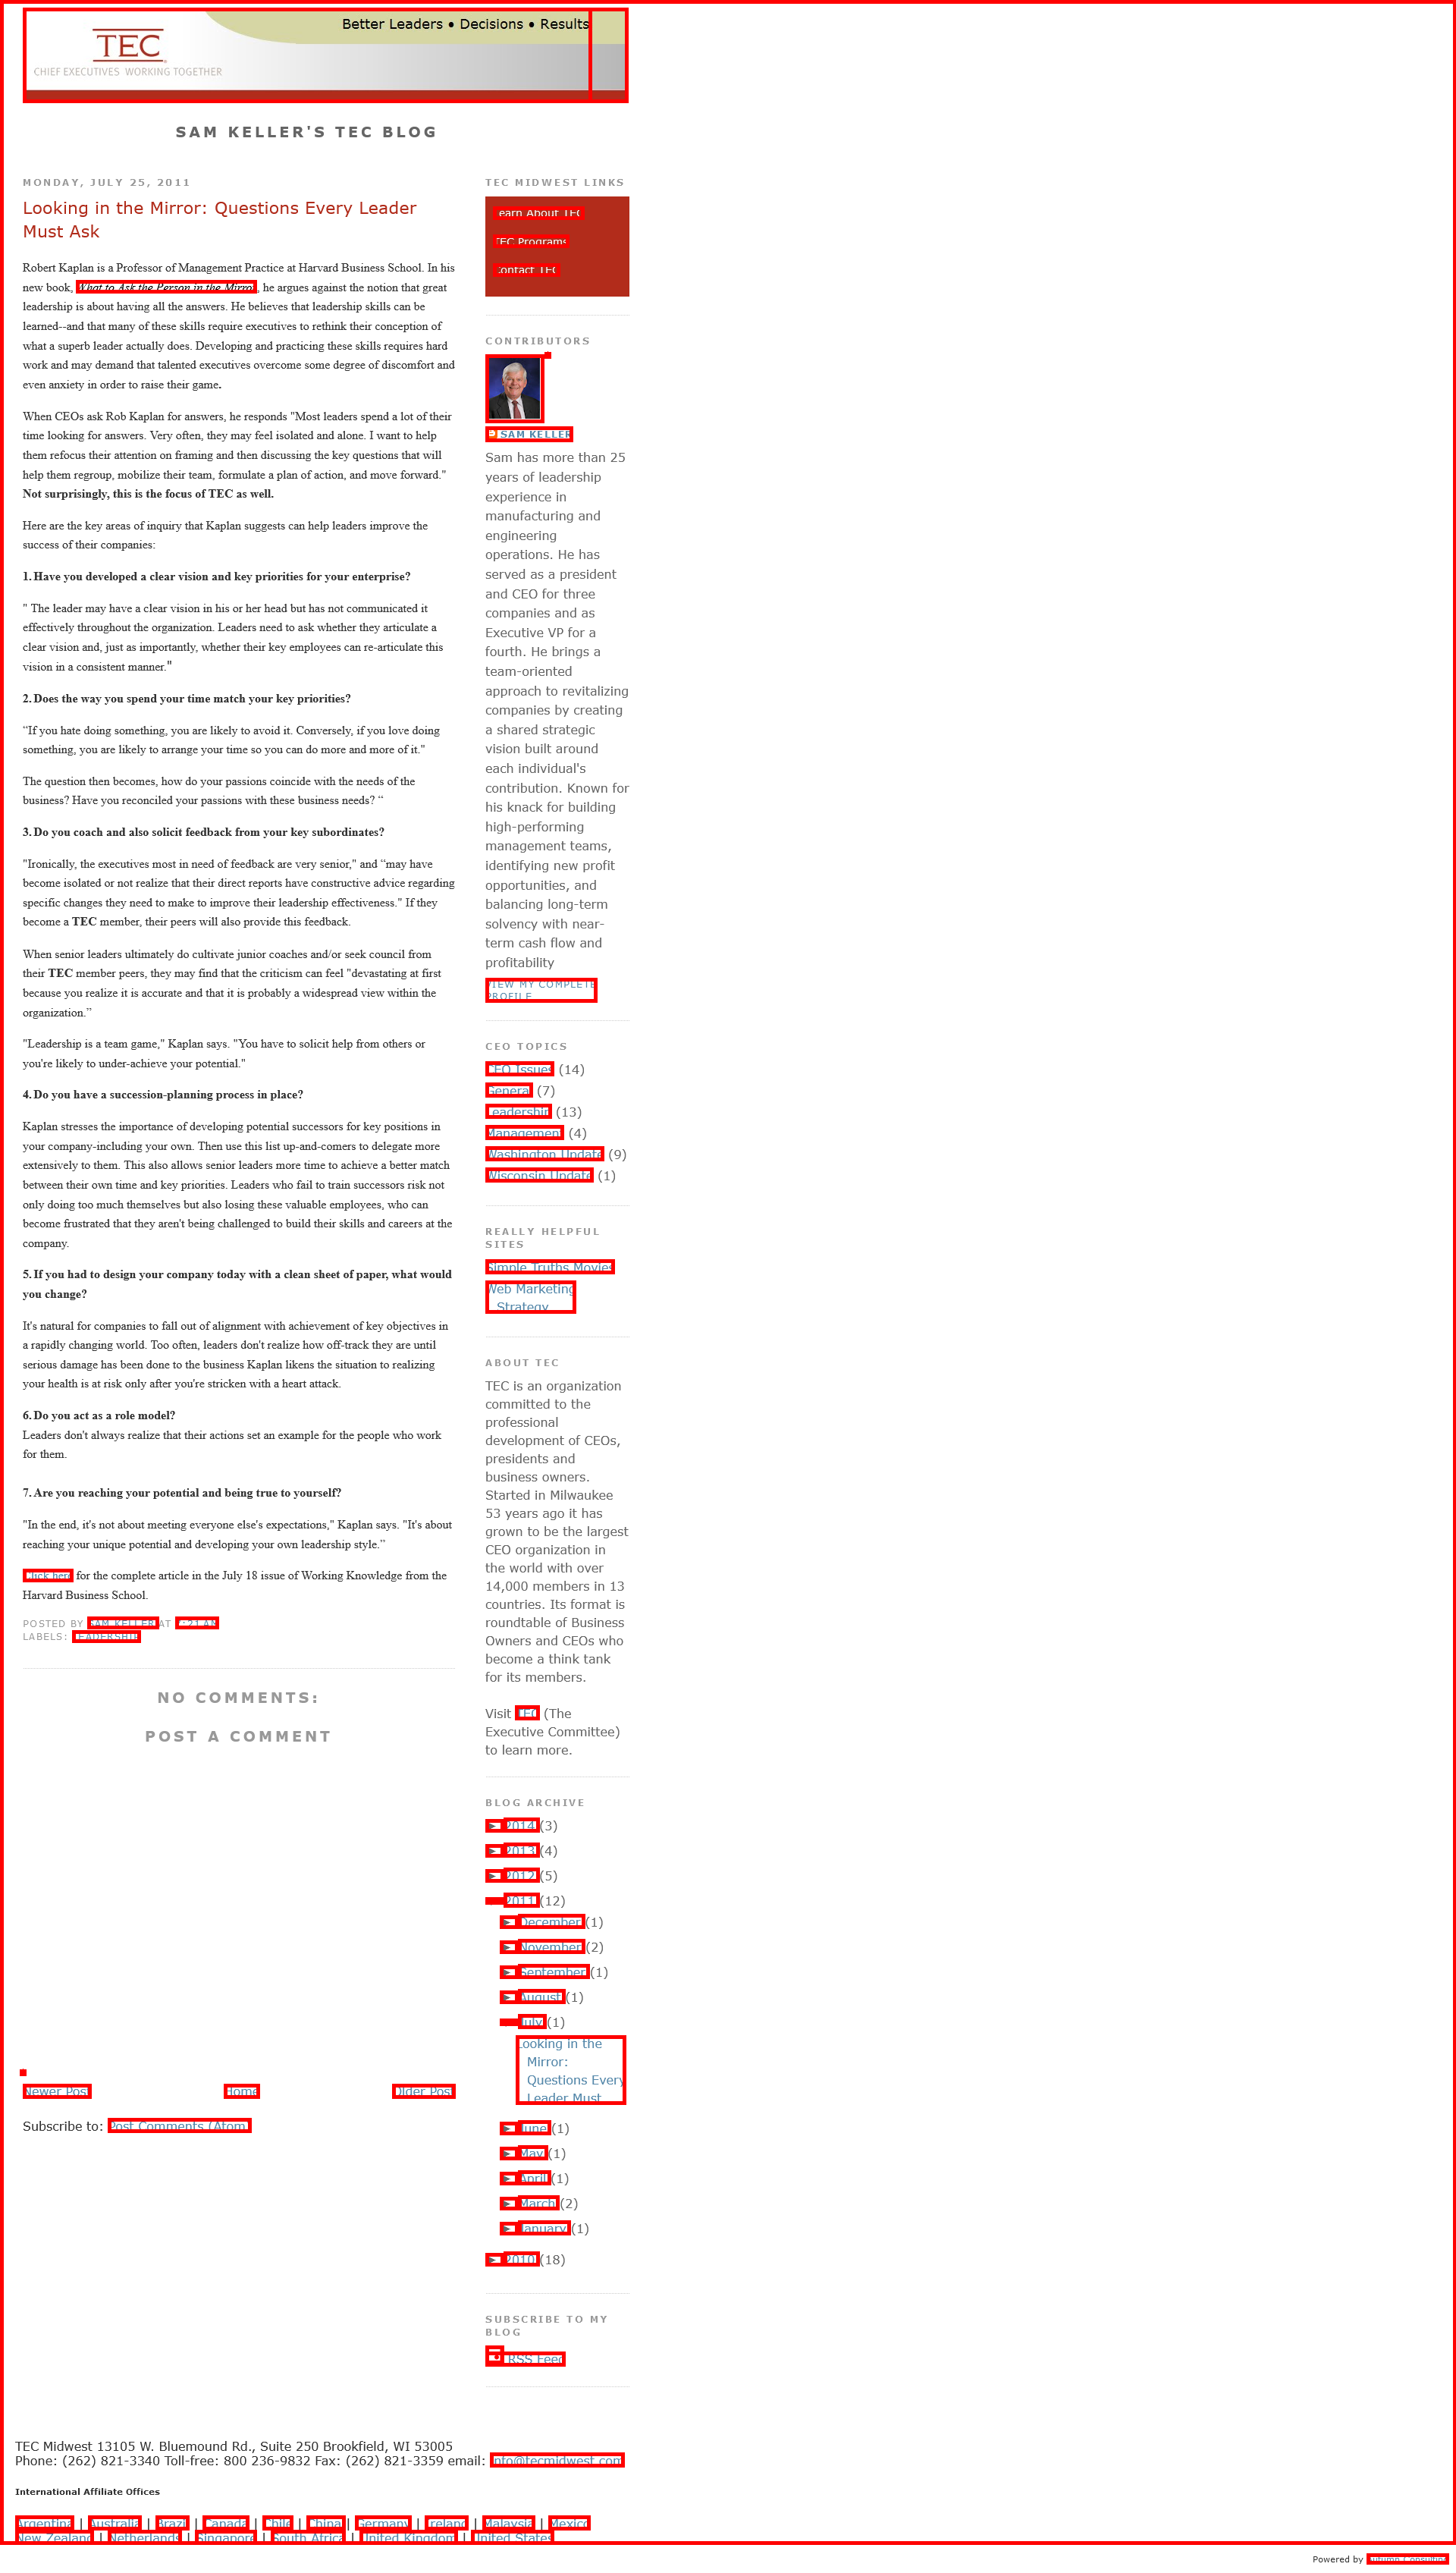 Better Leaders • Decisions • Results
TEC
CHIEF EXECUTIVES WORKING TOGETHER
SAM KELLER'S TEC BLOG
MONDAY, JULY 25, 2011
Looking in the Mirror: Questions Every Leader
Must Ask
Robert Kaplan is a Professor of Management Practice at Harvard Business School. In his
new book, What to Ask the Person in the Mirror, he argues against the notion that great
leadership is about having all the answers. He believes that leadership skills can be
learned--and that many of these skills require executives to rethink their conception of
what a superb leader actually does. Developing and practicing these skills requires hard
work and may demand that talented executives overcome some degree of discomfort and
even anxiety in order to raise their game.
When CEOs ask Rob Kaplan for answers, he responds "Most leaders spend a lot of their
time looking for answers. Very often, they may feel isolated and alone. I want to help
them refocus their attention on framing and then discussing the key questions that will
help them regroup, mobilize their team, formulate a plan of action, and move forward."
Not surprisingly, this is the focus of TEC as well.
Here are the key areas of inquiry that Kaplan suggests can help leaders improve the
success of their companies:
1. Have you developed a clear vision and key priorities for your enterprise?
" The leader may have a clear vision in his or her head but has not communicated it
effectively throughout the organization. Leaders need to ask whether they articulate a
clear vision and, just as importantly, whether their key employees can re-articulate this
vision in a consistent manner."
2. Does the way you spend your time match your key priorities?
“If you hate doing something, you are likely to avoid it. Conversely, if you love doing
something, you are likely to arrange your time so you can do more and more of it."
The question then becomes, how do your passions coincide with the needs of the
business? Have you reconciled your passions with these business needs? “
3. Do you coach and also solicit feedback from your key subordinates?
"Ironically, the executives most in need of feedback are very senior," and “may have
become isolated or not realize that their direct reports have constructive advice regarding
specific changes they need to make to improve their leadership effectiveness." If they
become a TEC member, their peers will also provide this feedback.
When senior leaders ultimately do cultivate junior coaches and/or seek council from
their TEC member peers, they may find that the criticism can feel "devastating at first
because you realize it is accurate and that it is probably a widespread view within the
organization.”
"Leadership is a team game," Kaplan says. "You have to solicit help from others or
you're likely to under-achieve your potential."
4. Do you have a succession-planning process in place?
Kaplan stresses the importance of developing potential successors for key positions in
your company-including your own. Then use this list up-and-comers to delegate more
extensively to them. This also allows senior leaders more time to achieve a better match
between their own time and key priorities. Leaders who fail to train successors risk not
only doing too much themselves but also losing these valuable employees, who can
become frustrated that they aren't being challenged to build their skills and careers at the
company.
5. If you had to design your company today with a clean sheet of paper, what would
you change?
It's natural for companies to fall out of alignment with achievement of key objectives in
a rapidly changing world. Too often, leaders don't realize how off-track they are until
serious damage has been done to the business Kaplan likens the situation to realizing
your health is at risk only after you're stricken with a heart attack.
6. Do you act as a role model?
Leaders don't always realize that their actions set an example for the people who work
for them.
7. Are you reaching your potential and being true to yourself?
"In the end, it's not about meeting everyone else's expectations," Kaplan says. "It's about
reaching your unique potential and developing your own leadership style.”
Click here for the complete article in the July 18 issue of Working Knowledge from the
Harvard Business School.
POSTED BY SAM KELLER AT :21 AM
LABELS: LEADERSHIP
NO COMMENTS:
POST A COMMENT
Newer Post Home Older Post
Subscribe to: Post Comments (Atom)
TEC MIDWEST LINKS
Learn About TEC
TEC Programs
Contact TEC
CONTRIBUTORS
SAM KELLER
Sam has more than 25
years of leadership
experience in
manufacturing and
engineering
operations. He has
served as a president
and CEO for three
companies and as
Executive VP for a
fourth. He brings a
team-oriented
approach to revitalizing
companies by creating
a shared strategic
vision built around
each individual's
contribution. Known for
his knack for building
high-performing
management teams,
identifying new profit
opportunities, and
balancing long-term
solvency with near-
term cash flow and
profitability
VIEW MY COMPLETE
PROFILE
CEO TOPICS
CEO Issues (14)
General (7)
Leadership (13)
Management (4)
Washington Update (9)
Wisconsin Update (1)
REALLY HELPFUL
SITES
Simple Truths Movies
Web Marketing
Strategy
ABOUT TEC
TEC is an organization
committed to the
professional
development of CEOs,
presidents and
business owners.
Started in Milwaukee
53 years ago it has
grown to be the largest
CEO organization in
the world with over
14,000 members in 13
countries. Its format is
roundtable of Business
Owners and CEOs who
become a think tank
for its members.
Visit TEC (The
Executive Committee)
to learn more.
BLOG ARCHIVE
► 2014 (3)
► 2013 (4)
► 2012 (5)
2011 (12)
► December (1)
► November (2)
► September (1)
► August (1)
July (1)
Looking in the
Mirror:
Questions Every
Leader Must
► June (1)
► May (1)
► April (1)
► March (2)
► January (1)
► 2010 (18)
SUBSCRIBE TO MY
BLOG
RSS Feed
TEC Midwest 13105 W. Bluemound Rd., Suite 250 Brookfield, WI 53005
Phone: (262) 821-3340 Toll-free: 800 236-9832 Fax: (262) 821-3359 email: info@tecmidwest.com
International Affiliate Offices
Argentina | Australia | Brazil | Canada | Chile | China | Germany | Ireland | Malaysia | Mexico
New Zealand | Netherlands | Singapore | South Africa | United Kingdom | United States
Powered by